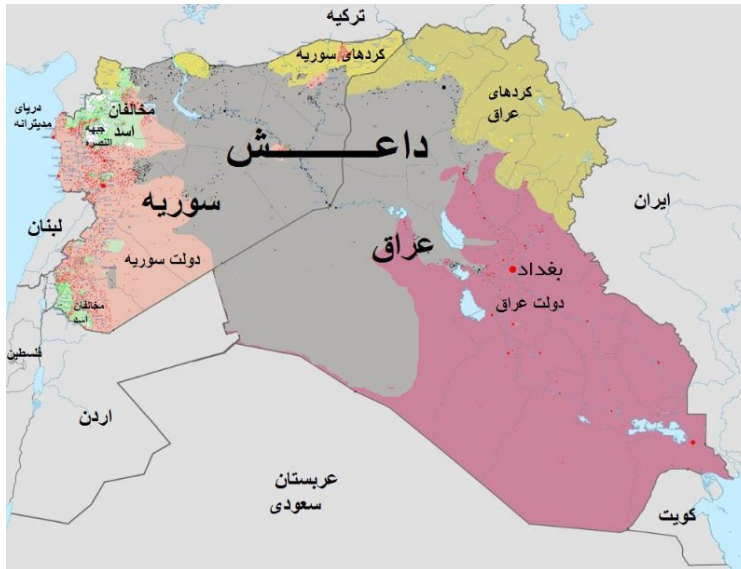 ترکیه
کردهای سوریه
دریای
مدیترانه
مخالفان
اسد
جبهه
النصره
کردهای
عراق
داعش
ایران
سوریه
لبنان
عراق
بغداد
دولت سوریه
دولت عراق
مخالفان
اسد
فلسطین
اردن
عربستان
سعودی
کویت